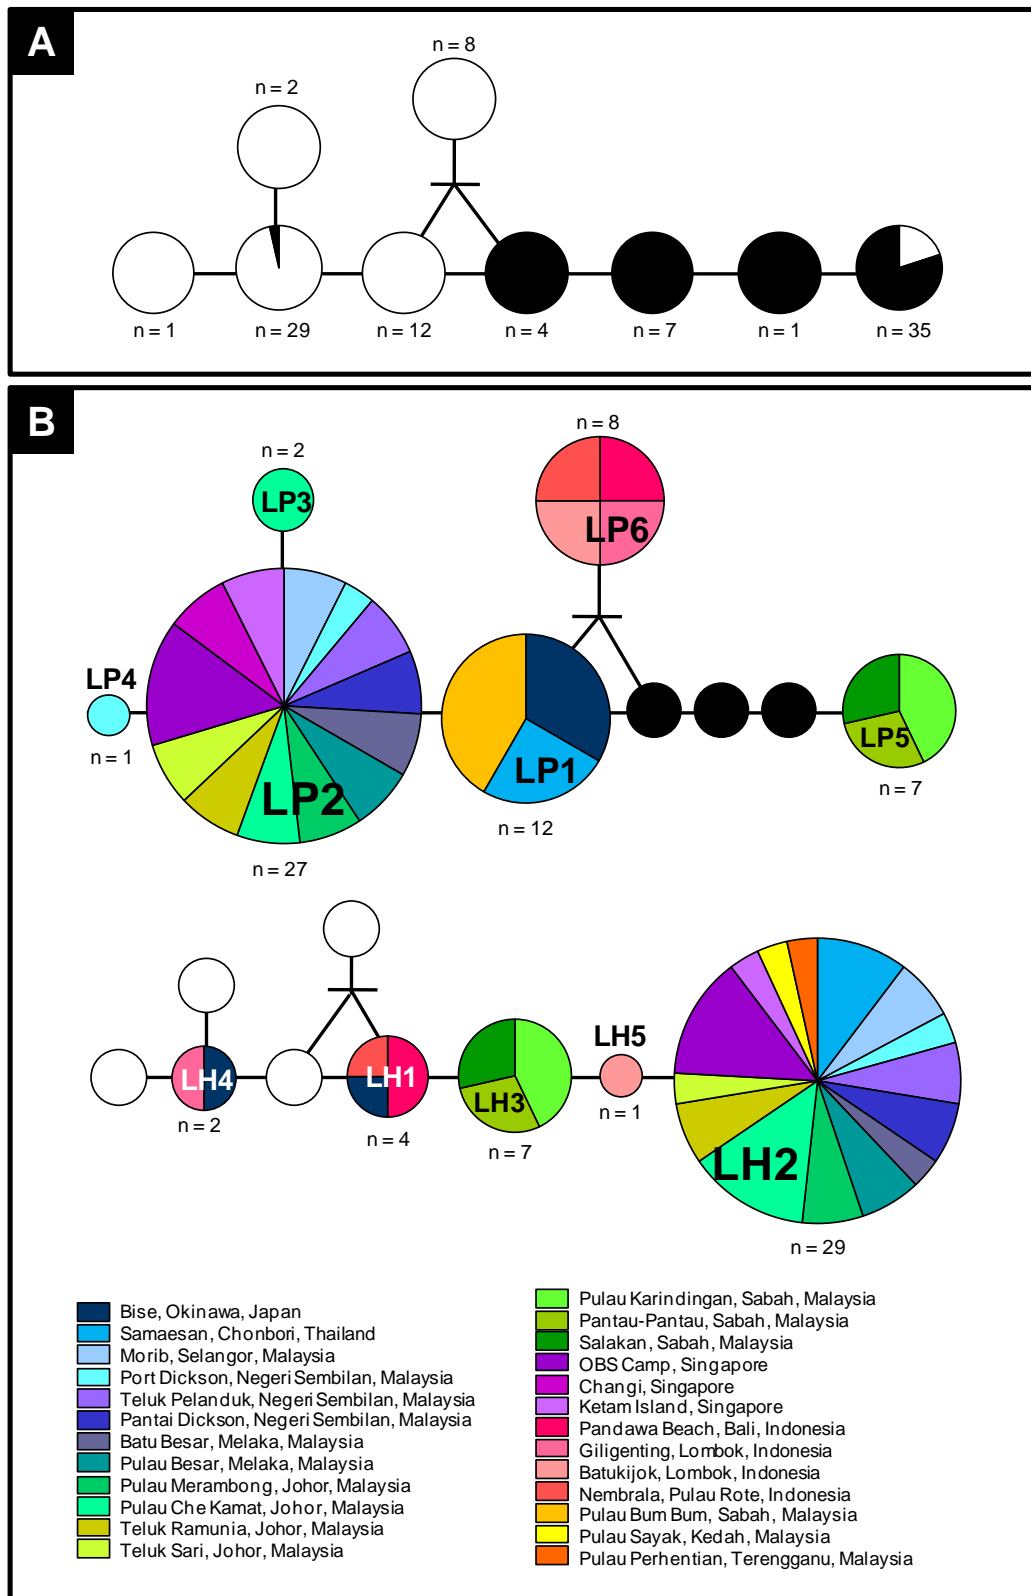 A
n = 8
n = 2
n = 1
n = 29
n = 12
n = 4
n = 7
n = 1
n = 35
B
n = 8
n = 2
LP3
LP6
LP4
n = 1
LP2
LP1
LP5
n = 7
n = 12
n = 27
LH4
LH1
LH3
LH5
LH2
n = 2
n = 4
n = 7
n = 1
n = 29
Bise, Okinawa, Japan
Samaesan, Chonbori, Thailand
Morib, Selangor, Malaysia
Port Dickson, Negeri Sembilan, Malaysia
Teluk Pelanduk, Negeri Sembilan, Malaysia
Pantai Dickson, Negeri Sembilan, Malaysia
Batu Besar, Melaka, Malaysia
Pulau Besar, Melaka, Malaysia
Pulau Merambong, Johor, Malaysia
Pulau Che Kamat, Johor, Malaysia
Teluk Ramunia, Johor, Malaysia
Teluk Sari, Johor, Malaysia
Pulau Karindingan, Sabah, Malaysia
Pantau-Pantau, Sabah, Malaysia
Salakan, Sabah, Malaysia
OBS Camp, Singapore
Changi, Singapore
Ketam Island, Singapore
Pandawa Beach, Bali, Indonesia
Giligenting, Lombok, Indonesia
Batukijok, Lombok, Indonesia
Nembrala, Pulau Rote, Indonesia
Pulau Bum Bum, Sabah, Malaysia
Pulau Sayak, Kedah, Malaysia
Pulau Perhentian, Terengganu, Malaysia